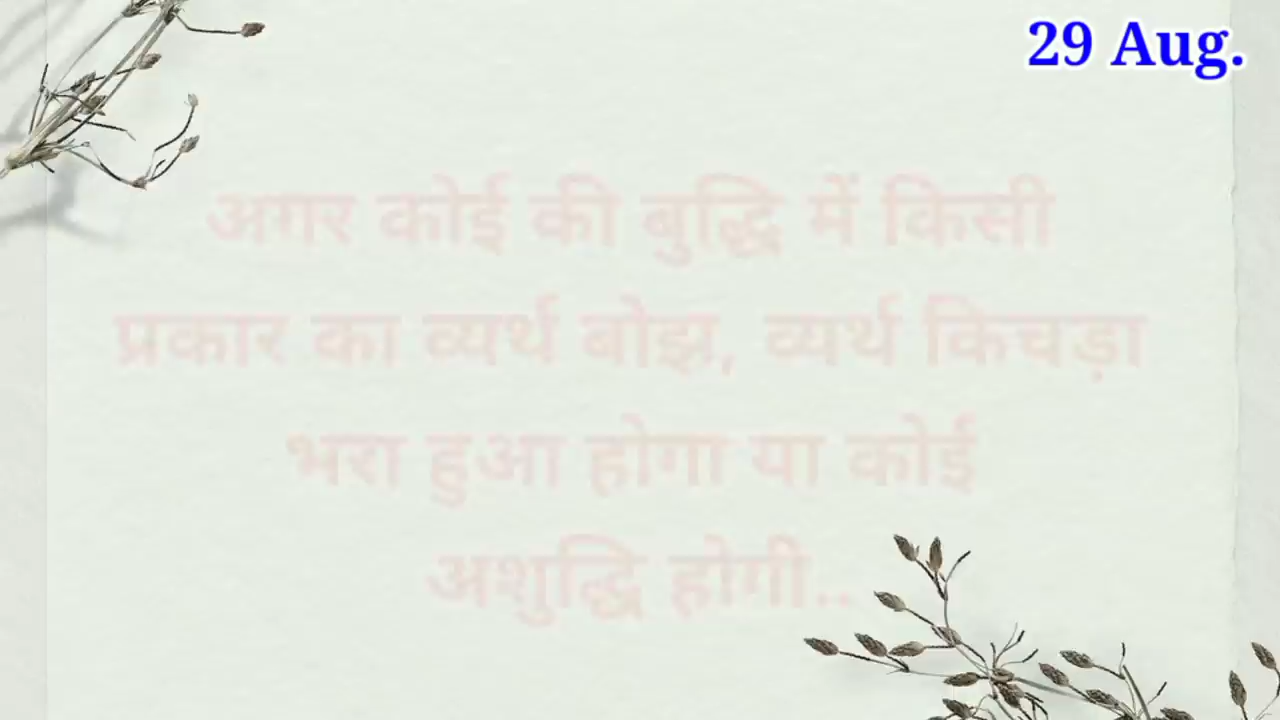 29 Aug.
अगर कोई की बुद्धि में किसी
प्रकार का व्यर्थ बोझ, व्यर्थ किचड़ा
भरा हुआ होगा या कोई
अशुद्धि होगी..